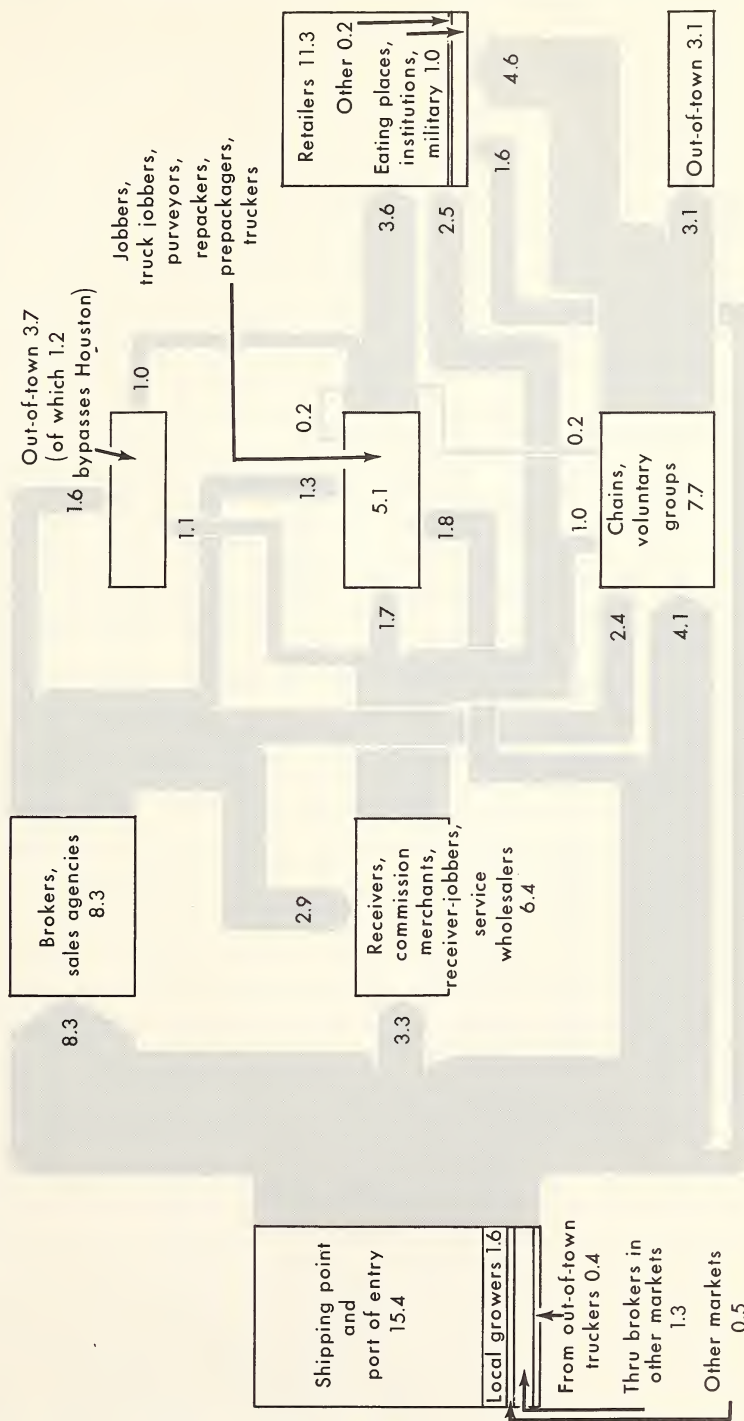 Shipping point
and
port of entry
15.4
Local growers 1.6
From out-of-town
truckers 0.4
Thru brokers in
other markets
1.3
Other markets
0.5
8.3
3.3
Brokers,
sales agencies
8.3
2.9
Receivers,
commission
merchants,
receiver-jobbers,
service
wholesalers
6.4
Out-of-town 3.7
(of which 1.2
bypasses Houston)
1.6
1.0
1.1
Jobbers,
truck jobbers,
purveyors,
repackers,
prepackagers,
truckers
1.3
0.2
5.1
1.7
1.8
1.0
0.2
Chains,
voluntary
groups
7.7
2.4
4.1
Retailers 11.3
Other 0.2
Eating places,
institutions,
military 1.0
3.6
2.5
1.6
4.6
3.1
Out-of-town 3.1